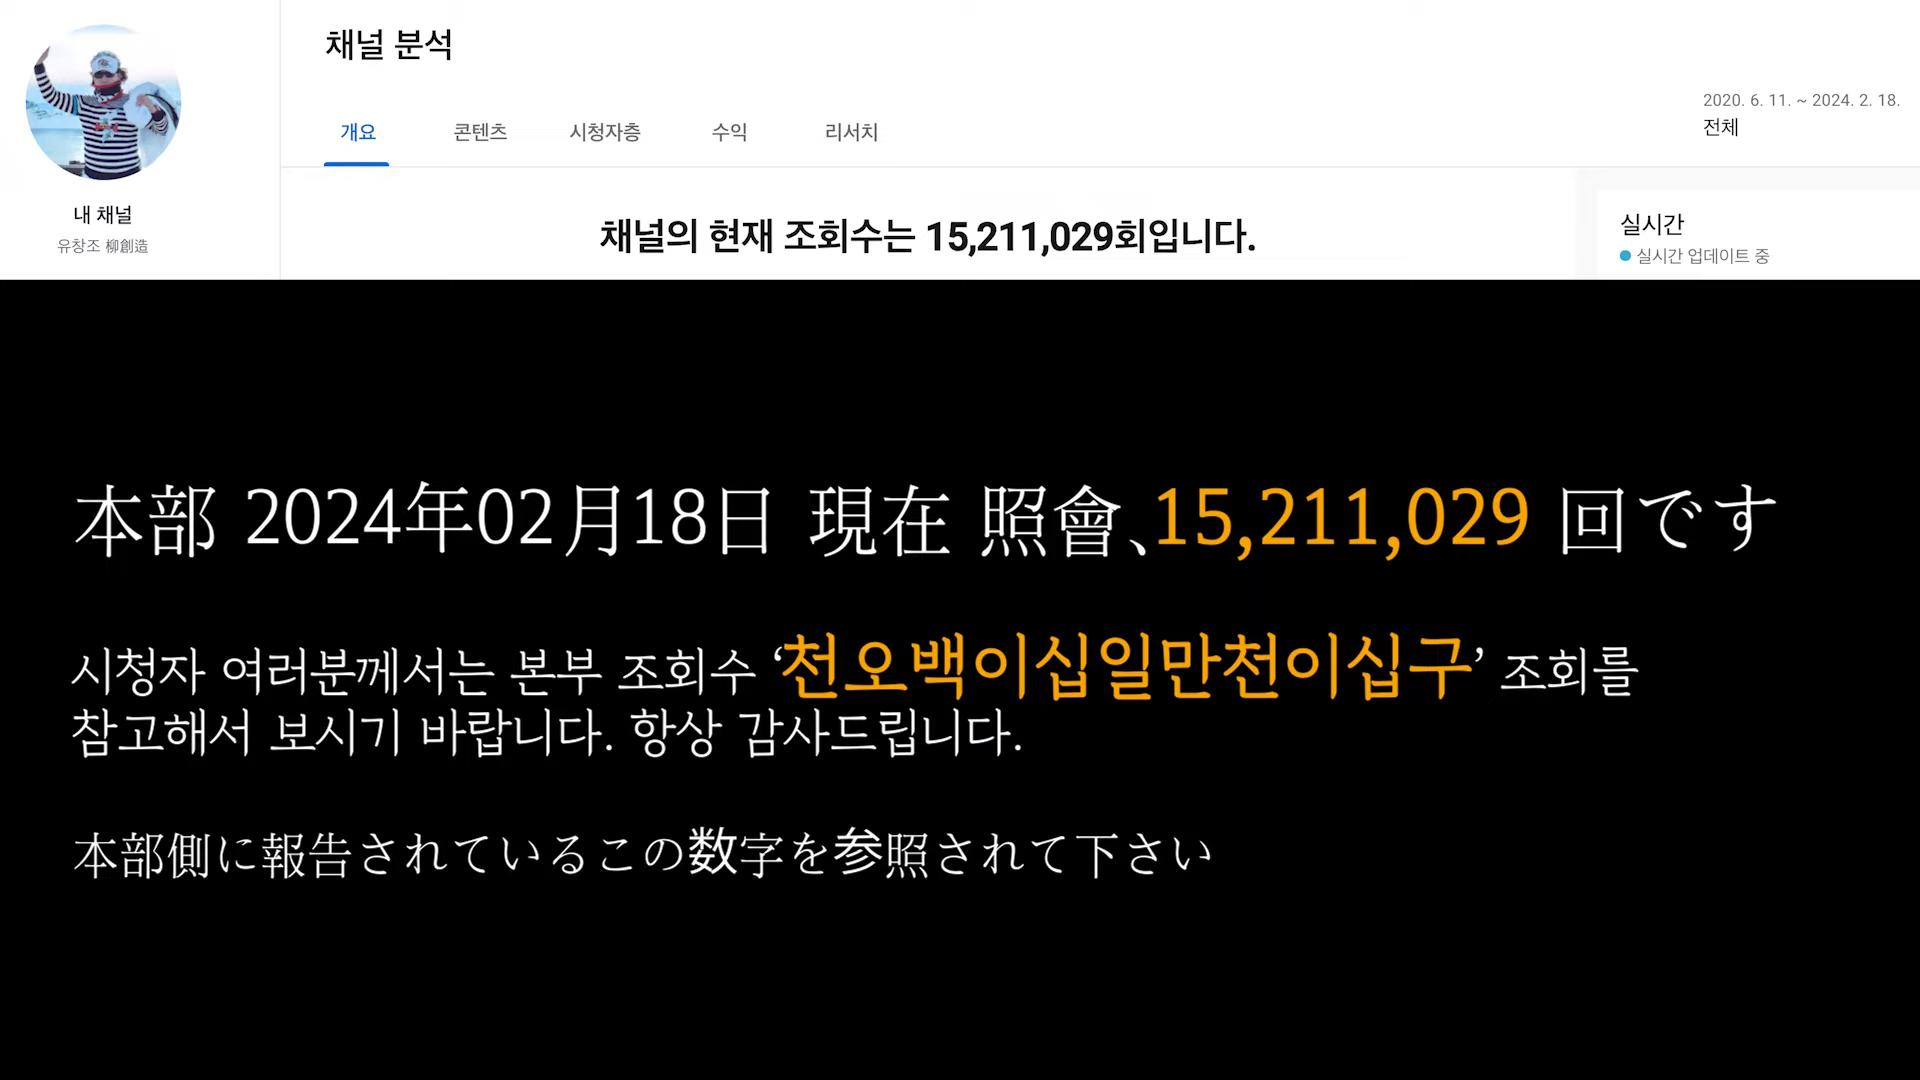 채널 분석
2020. 6. 11. ~ 2024. 2. 18.
전체
개요 콘텐츠 시청자층 수익 리서치
내 채널
유창조 柳創造
채널의 현재 조회수는 15,211,029회입니다.
실시간
실시간 업데이트 중
本部 2024年02月18日 現在 照會、15,211,029 回です
시청자 여러분께서는 본부 조회수 ‘천오백이십일만천이십구’ 조회를
참고해서 보시기 바랍니다. 항상 감사드립니다.
本部側に報告されているこの数字を参照されて下さい